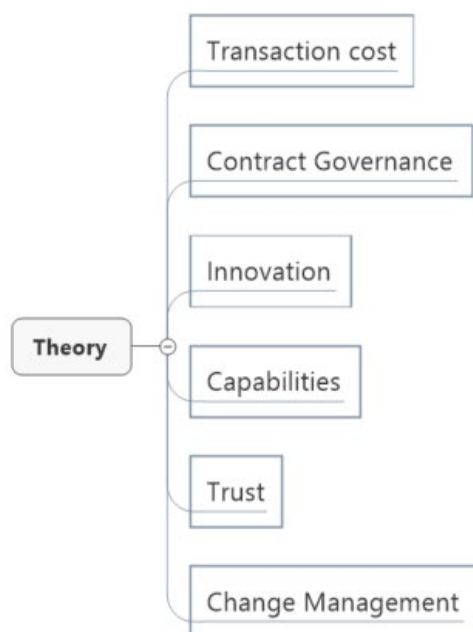 Transaction cost
Contract Governance
Innovation
Theory
Capabilities
Trust
Change Management